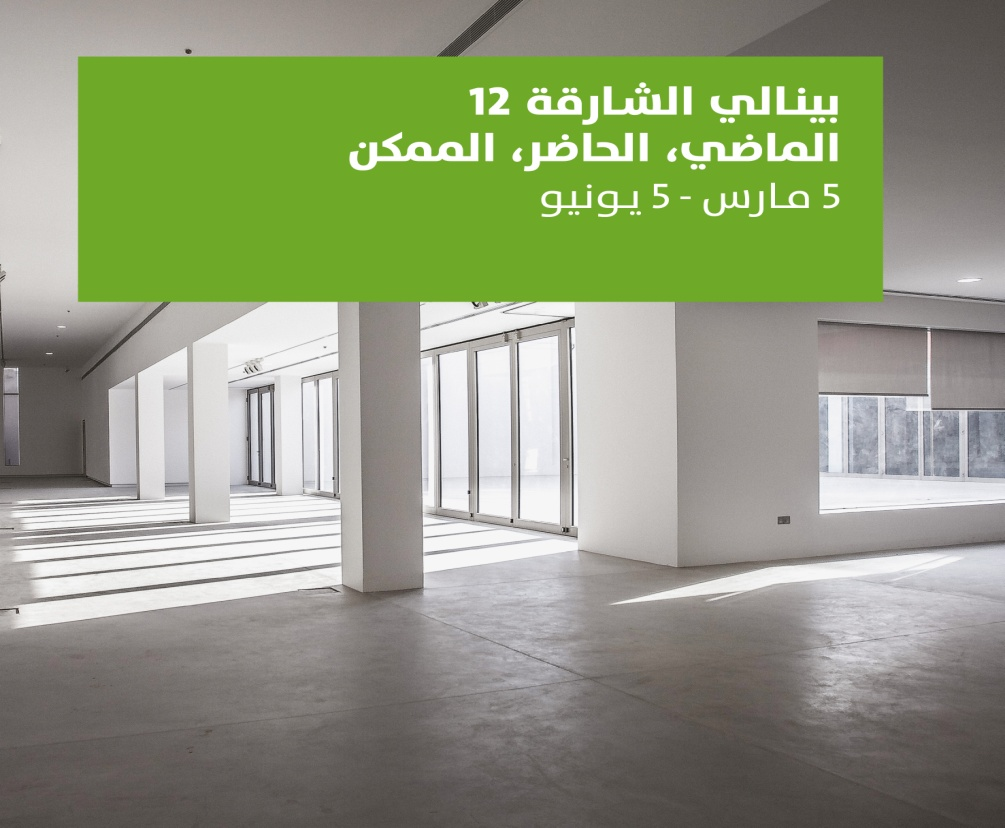 بينالي الشارقة 12
الماضي، الحاضر، الممكن
5 مارس - 5 يونيو